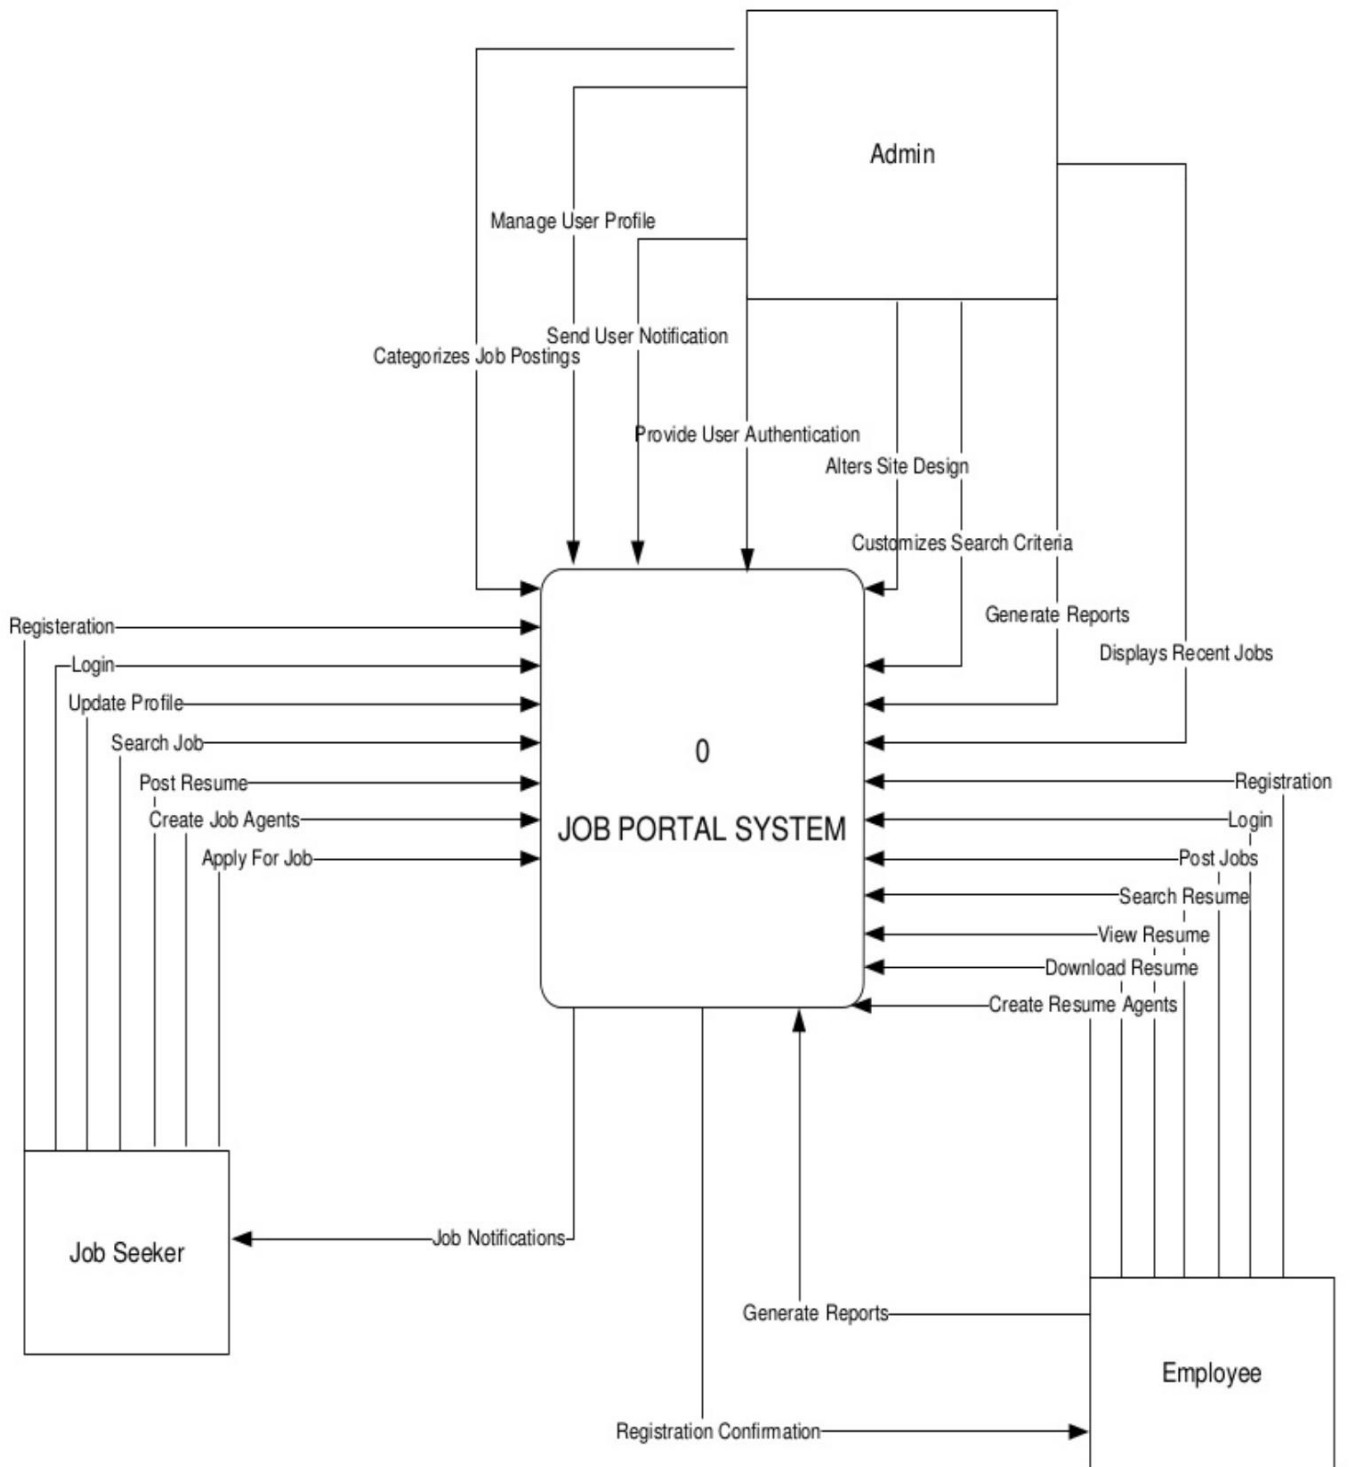 Admin
Manage User Profile
Send User Notification
Categorizes Job Postings
Provide User Authentication
Alters Site Design
Customizes Search Criteria
Generate Reports
Displays Recent Jobs
Registeration
Login
Update Profile
Search Job
Post Resume
Create Job Agents
Apply For Job
0
JOB PORTAL SYSTEM
Registration
Login
Post Jobs
Search Resume
View Resume
Download Resume
Create Resume Agents
Job Notifications
Job Seeker
Generate Reports
Employee
Registration Confirmation